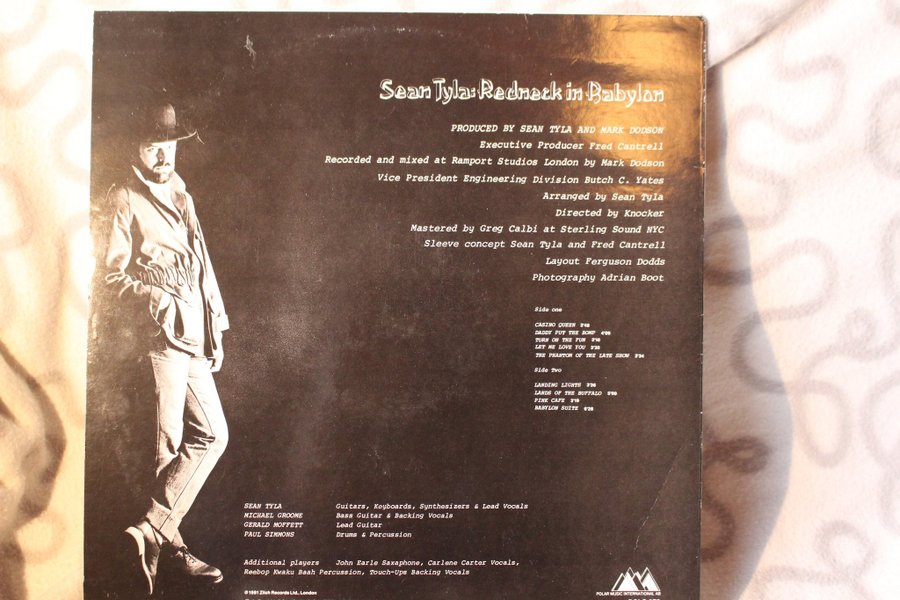 Sean Tyla: Redneck in Babylon
PRODUCED BY SEAN TYLA AND MARK DODSON
Executive Producer Fred Cantrell
Recorded and mixed at Ramport Studios London by Mark Dodson
Vice President Engineering Division Butch C. Yates
Arranged by Sean Tyla
Directed by Knocker
Mastered by Greg Calbi at Sterling Sound NYC
Sleeve concept Sean Tyla and Fred Cantrell
Layout Ferguson Dodds
Photography Adrian Boot
Side one
CASINO QUEEN
DADDY PUT THE BOMP
TURN ON THE FUN
LET ME LOVE YOU
THE PHANTOM OF THE LATE SHOW
Side Two
LANDING LIGHTS
LANDS OF THE BUFFALO
PINK CAFE
BABYLON SUITE
SEAN TYLA Guitars, Keyboards, Synthesizers & Lead Vocals
MICHAEL GROOME Bass Guitar & Backing Vocals
GERALD MOFFETT Lead Guitar
PAUL SIMMONS Drums & Percussion
Additional players John Earle Saxaphone, Carlene Carter Vocals,
Reebop Kwaku Baah Percussion, Touch-Ups Backing Vocals
℗ 1981 Zilch Records Ltd., London
POLAR MUSIC INTERNATIONAL AB